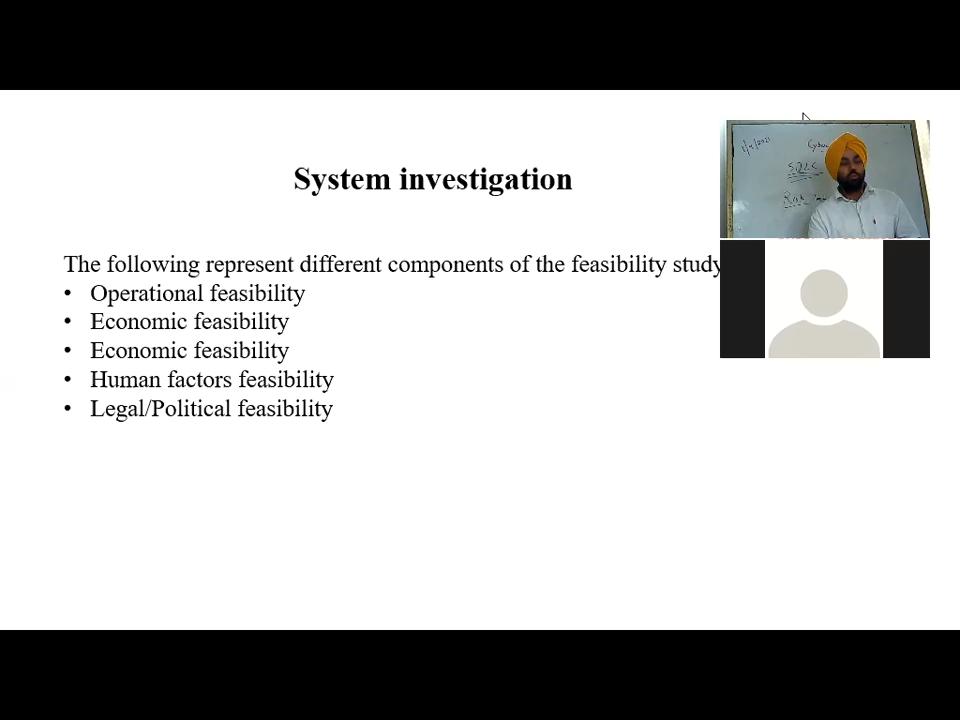 System investigation
The following represent different components of the feasibility study
• Operational feasibility
• Economic feasibility
• Economic feasibility
• Human factors feasibility
• Legal/Political feasibility